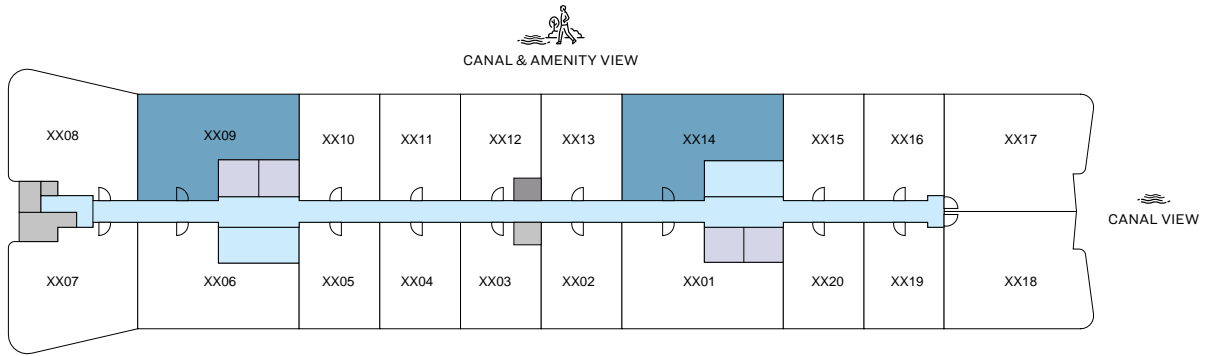 CANAL & AMENITY VIEW
XX08
XX09
XX10
XX11
XX12
XX13
XX14
XX15
XX16
XX17
CANAL VIEW
XX07
XX06
XX05
XX04
XX03
XX02
XX01
XX20
XX19
XX18